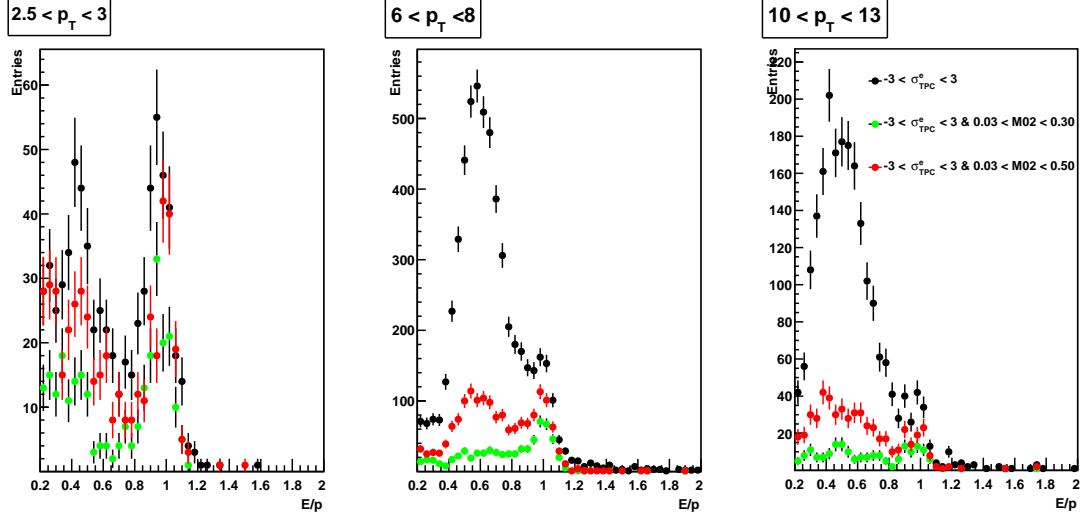 2.5 < p_T < 3
6 < p_T <8
10 < p_T < 13
Entries
60
50
40
30
20
10
0.2 0.4 0.6 0.8 1 1.2 1.4 1.6 1.8 2
E/p
Entries
500
400
300
200
100
0.2 0.4 0.6 0.8 1 1.2 1.4 1.6 1.8 2
E/p
Entries
220
200
180
160
140
120
100
80
60
40
20
0.2 0.4 0.6 0.8 1 1.2 1.4 1.6 1.8 2
E/p
-3 < σ^e_TPC < 3
-3 < σ^e_TPC < 3 & 0.03 < M02 < 0.30
-3 < σ^e_TPC < 3 & 0.03 < M02 < 0.50